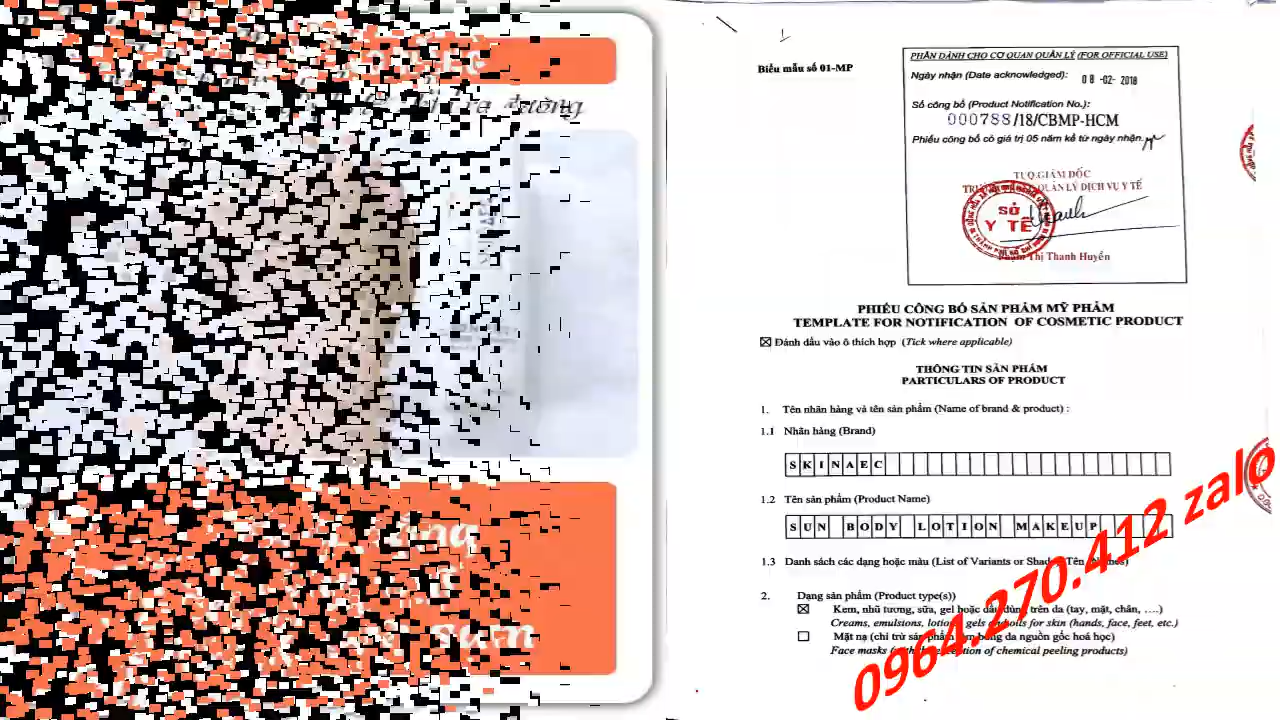 đường
Biểu mẫu số 01-MP
PHẦN DÀNH CHO CƠ QUAN QUẢN LÝ (FOR OFFICIAL USE)
Ngày nhận (Date acknowledged): 08 -02- 2018
Số công bố (Product Notification No.):
000788/18/CBMP-HCM
Phiếu công bố có giá trị 05 năm kể từ ngày nhận.
TUQ.GIÁM ĐỐC
QUẢN LÝ DỊCH VỤ Y TẾ
SỞ
Y TẾ
Phạm Thị Thanh Huyền
PHIẾU CÔNG BỐ SẢN PHẨM MỸ PHẨM
TEMPLATE FOR NOTIFICATION OF COSMETIC PRODUCT
☒ Đánh dấu vào ô thích hợp (Tick where applicable)
THÔNG TIN SẢN PHẨM
PARTICULARS OF PRODUCT
1. Tên nhãn hàng và tên sản phẩm (Name of brand & product) :
1.1 Nhãn hàng (Brand)
SKINAEC
1.2 Tên sản phẩm (Product Name)
SUN BODY LOTION MAKEUP
1.3 Danh sách các dạng hoặc màu (List of Variants or Shades. Tên Names)
2. Dạng sản phẩm (Product type(s))
☒ Kem, nhũ tương, sữa, gel hoặc dầu dùng trên da (tay, mặt, chân, ….)
Creams, emulsions, lotions, gels and oils for skin (hands, face, feet, etc.)
☐ Mặt nạ (chỉ trừ sản phẩm làm bong da nguồn gốc hoá học)
Face masks (with the exception of chemical peeling products)
0964.270.412 zalo